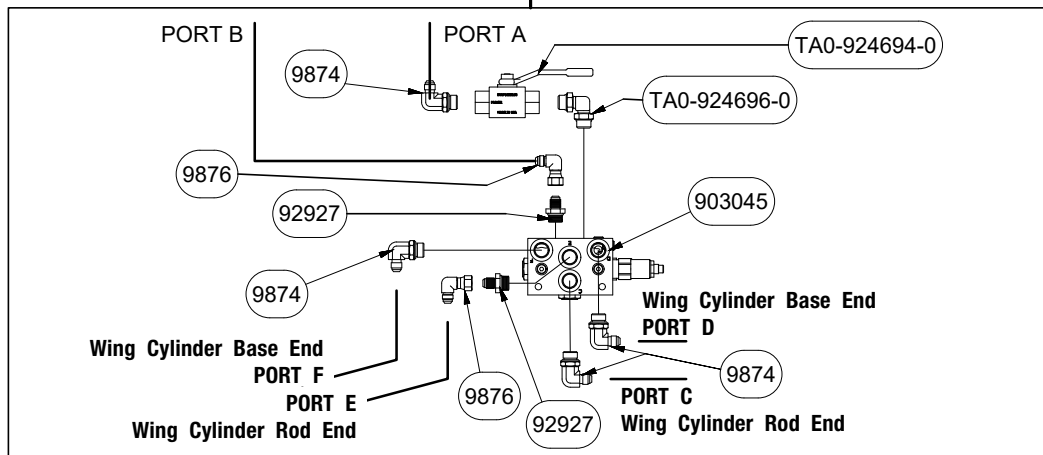 PORT B
PORT A
TA0-924694-0
9874
TA0-924696-0
9876
92927
903045
9874
Wing Cylinder Base End
PORT D
Wing Cylinder Base End
PORT F
9874
PORT E
9876
PORT C
Wing Cylinder Rod End
92927
Wing Cylinder Rod End